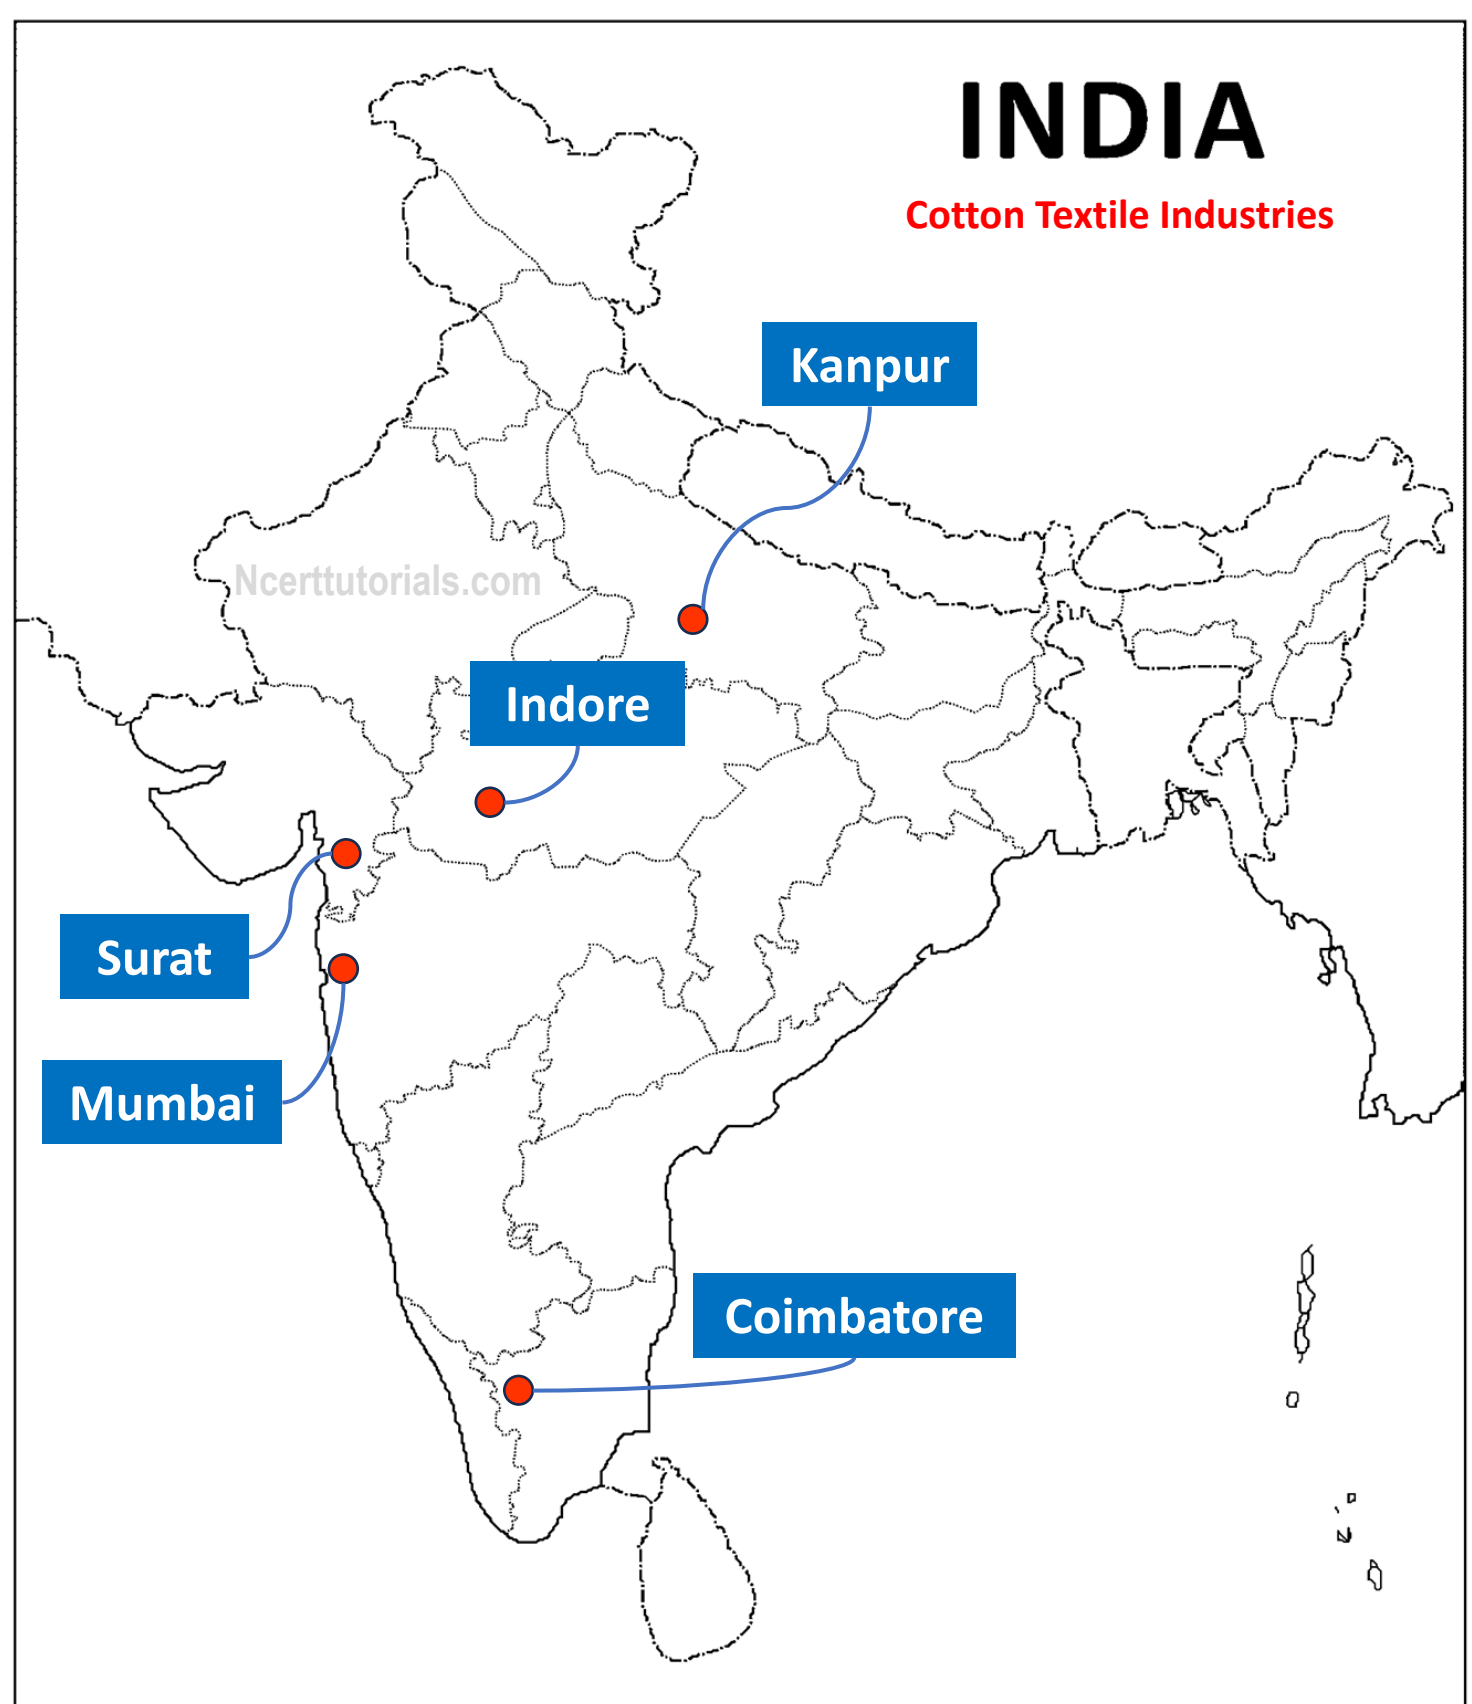 INDIA
Cotton Textile Industries
Kanpur
Ncerttutorials.com
Indore
Surat
Mumbai
Coimbatore